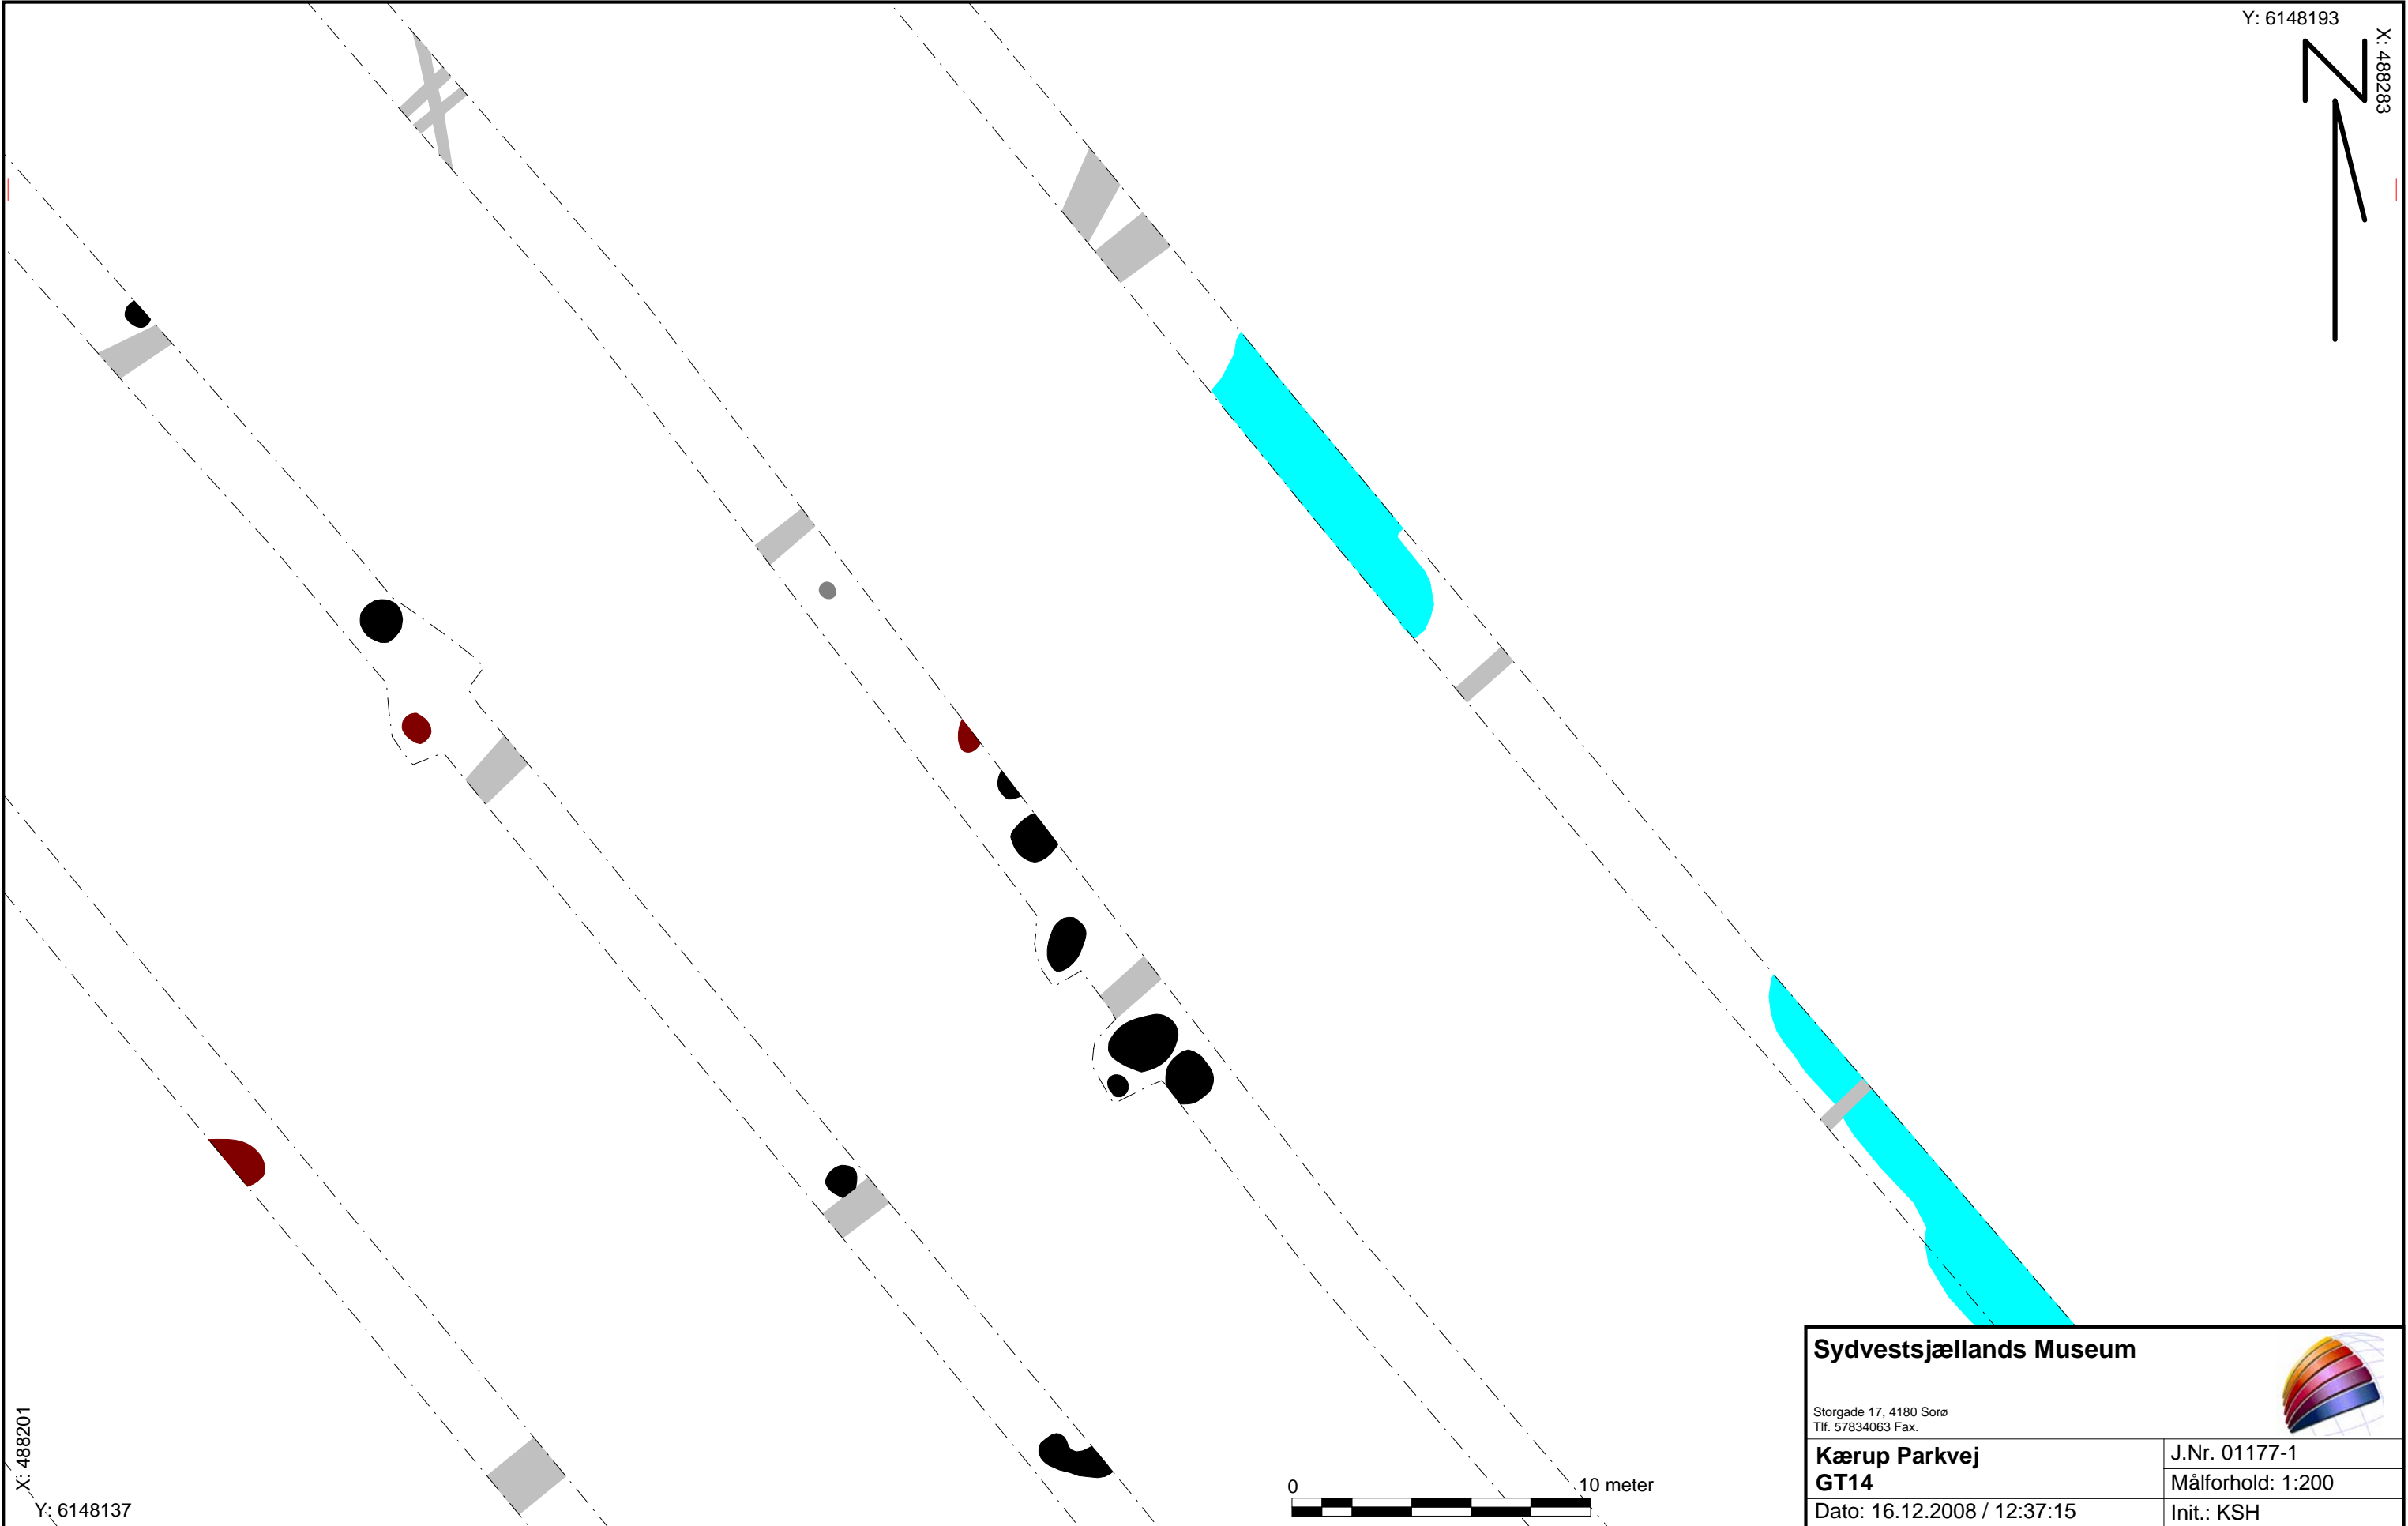 Y: 6148193
X: 488283
X: 488201
Y: 6148137
0
10 meter
Sydvestsjællands Museum
Storgade 17, 4180 Sorø
Tlf. 57834063 Fax.
Kærup Parkvej
GT14
J.Nr. 01177-1
Målforhold: 1:200
Dato: 16.12.2008 / 12:37:15
Init.: KSH